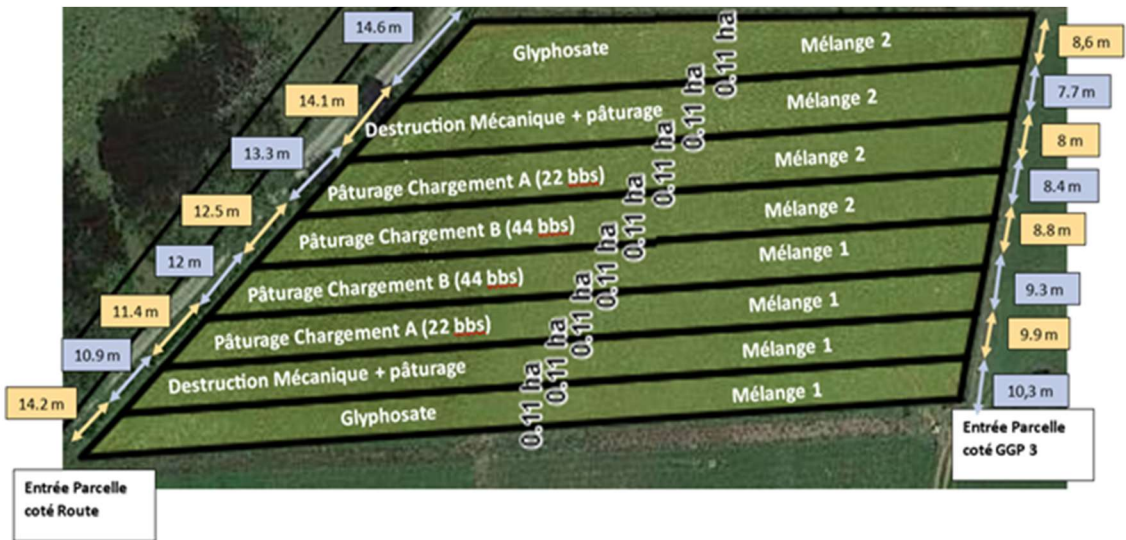 14.6 m
Glyphosate
0.11 ha
Mélange 2
8,6 m
14.1 m
Destruction Mécanique + pâturage
0.11 ha
Mélange 2
7.7 m
13.3 m
Pâturage Chargement A (22 bbs)
0.11 ha
Mélange 2
8 m
12.5 m
Pâturage Chargement B (44 bbs)
0.11 ha
Mélange 2
8.4 m
12 m
Pâturage Chargement B (44 bbs)
0.11 ha
Mélange 1
8.8 m
11.4 m
Pâturage Chargement A (22 bbs)
0.11 ha
Mélange 1
9.3 m
10.9 m
Destruction Mécanique + pâturage
0.11 ha
Mélange 1
9.9 m
14.2 m
Glyphosate
0.11 ha
Mélange 1
10,3 m
Entrée Parcelle
coté GGP 3
Entrée Parcelle
coté Route